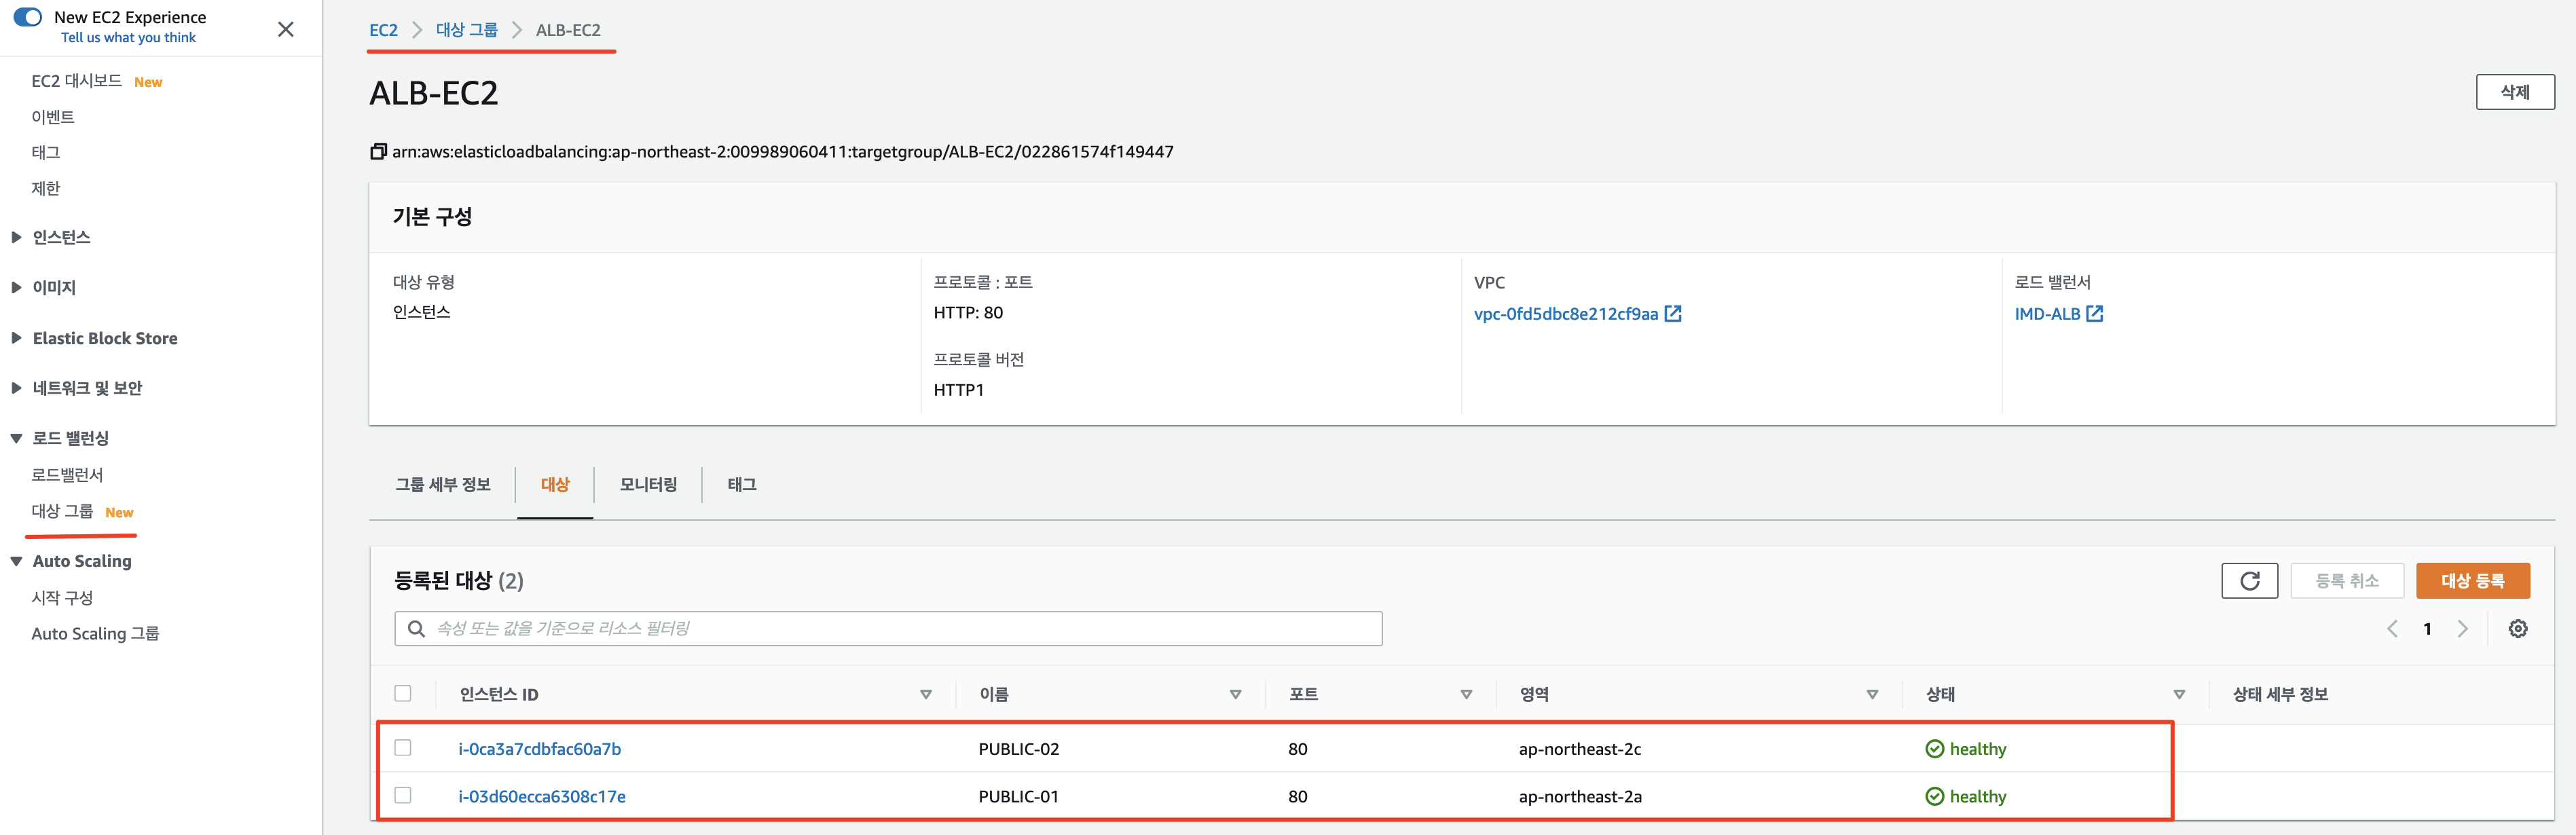 New EC2 Experience
Tell us what you think
EC2 대시보드 New
이벤트
태그
제한
인스턴스
이미지
Elastic Block Store
네트워크 및 보안
로드 밸런싱
로드밸런서
대상 그룹 New
Auto Scaling
시작 구성
Auto Scaling 그룹
EC2 대상 그룹 ALB-EC2
ALB-EC2
삭제
arn:aws:elasticloadbalancing:ap-northeast-2:009989060411:targetgroup/ALB-EC2/022861574f149447
기본 구성
대상 유형
인스턴스
프로토콜 : 포트
HTTP: 80
프로토콜 버전
HTTP1
VPC
vpc-0fd5dbc8e212cf9aa
로드 밸런서
IMD-ALB
그룹 세부 정보 대상 모니터링 태그
등록된 대상 (2)
등록 취소 대상 등록
속성 또는 값을 기준으로 리소스 필터링
1
인스턴스 ID 이름 포트 영역 상태 상태 세부 정보
i-0ca3a7cdbfac60a7b PUBLIC-02 80 ap-northeast-2c healthy
i-03d60ecca6308c17e PUBLIC-01 80 ap-northeast-2a healthy